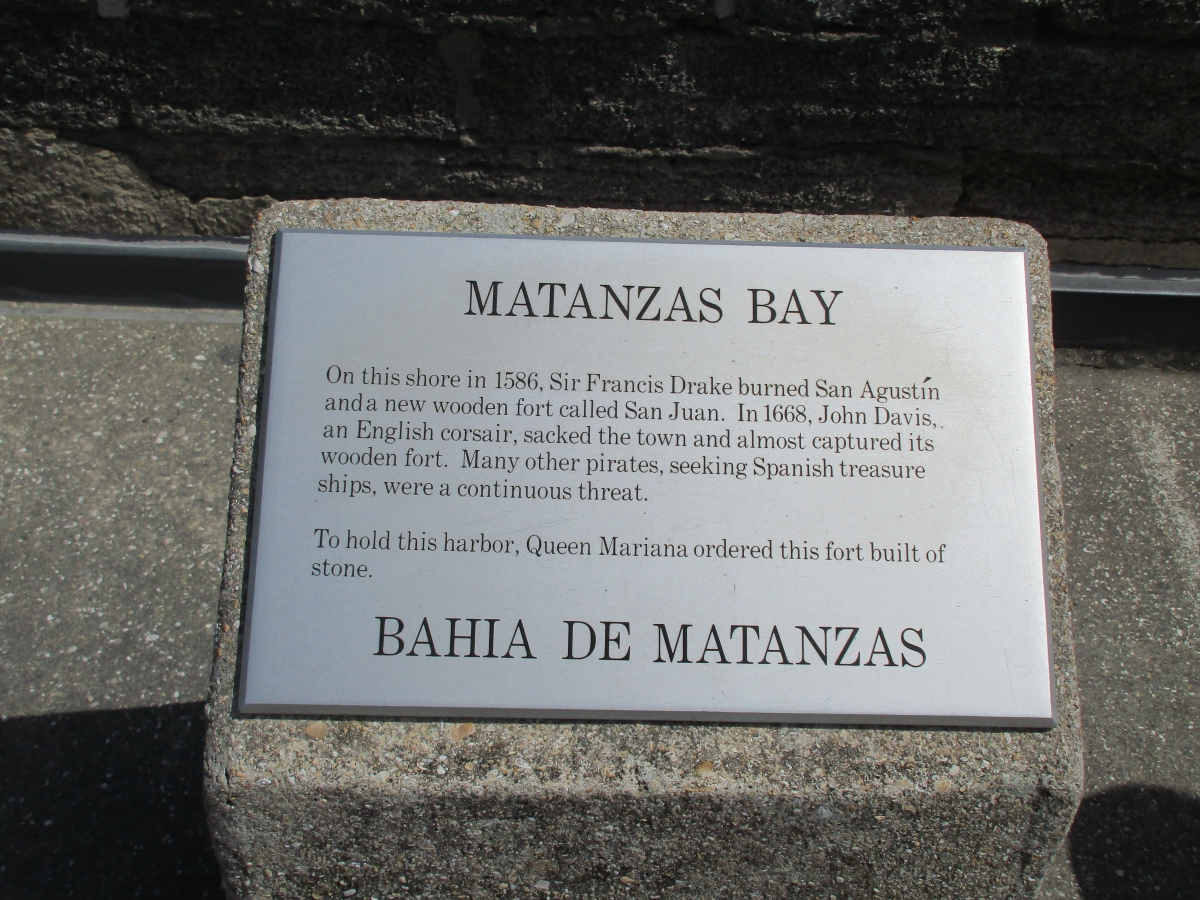 MATANZAS BAY
On this shore in 1586, Sir Francis Drake burned San Agustín
and a new wooden fort called San Juan. In 1668, John Davis,
an English corsair, sacked the town and almost captured its
wooden fort. Many other pirates, seeking Spanish treasure
ships, were a continuous threat.
To hold this harbor, Queen Mariana ordered this fort built of
stone.
BAHIA DE MATANZAS